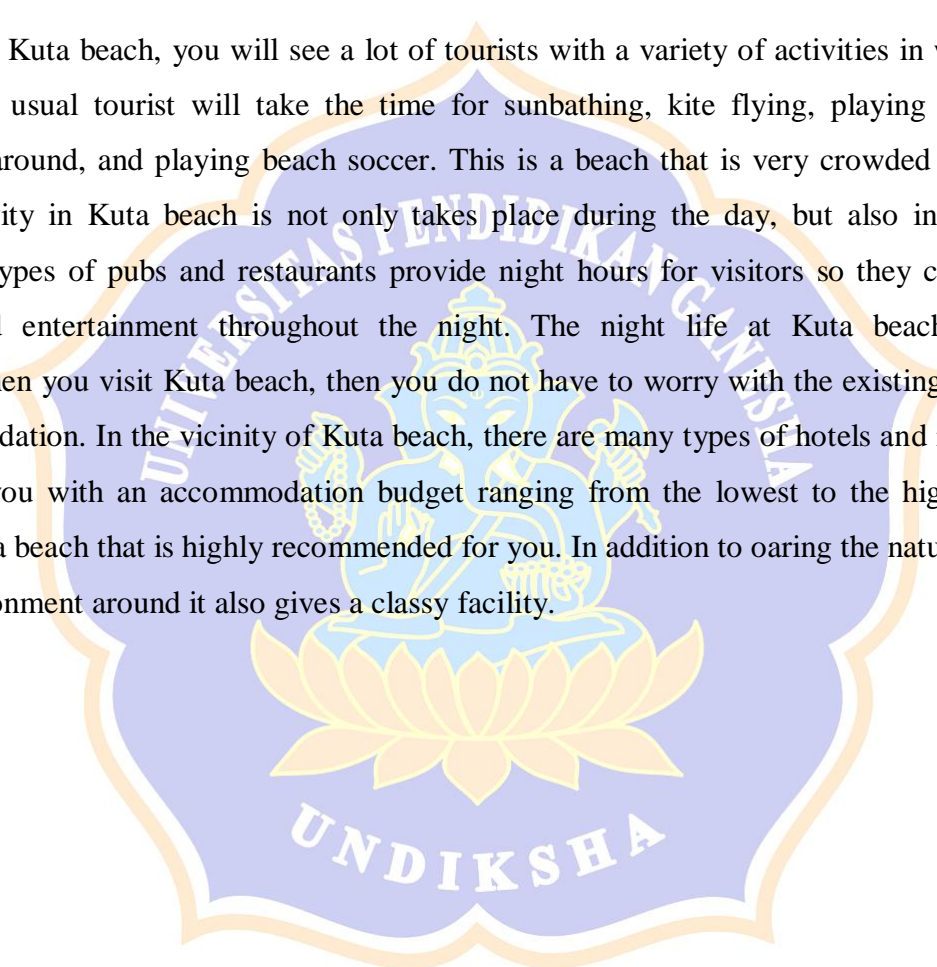 Kuta beach, you will see a lot of tourists with a variety of activities in
usual tourist will take the time for sunbathing, kite flying, playing
around, and playing beach soccer. This is a beach that is very crowded
ity in Kuta beach is not only takes place during the day, but also in
ypes of pubs and restaurants provide night hours for visitors so they c
entertainment throughout the night. The night life at Kuta beach
en you visit Kuta beach, then you do not have to worry with the existing
dation. In the vicinity of Kuta beach, there are many types of hotels and
you with an accommodation budget ranging from the lowest to the hig
a beach that is highly recommended for you. In addition to oaring the natu
onment around it also gives a classy facility.
UNIVERSITAS PENDIDIKAN GANESHA
UNDIKSHA